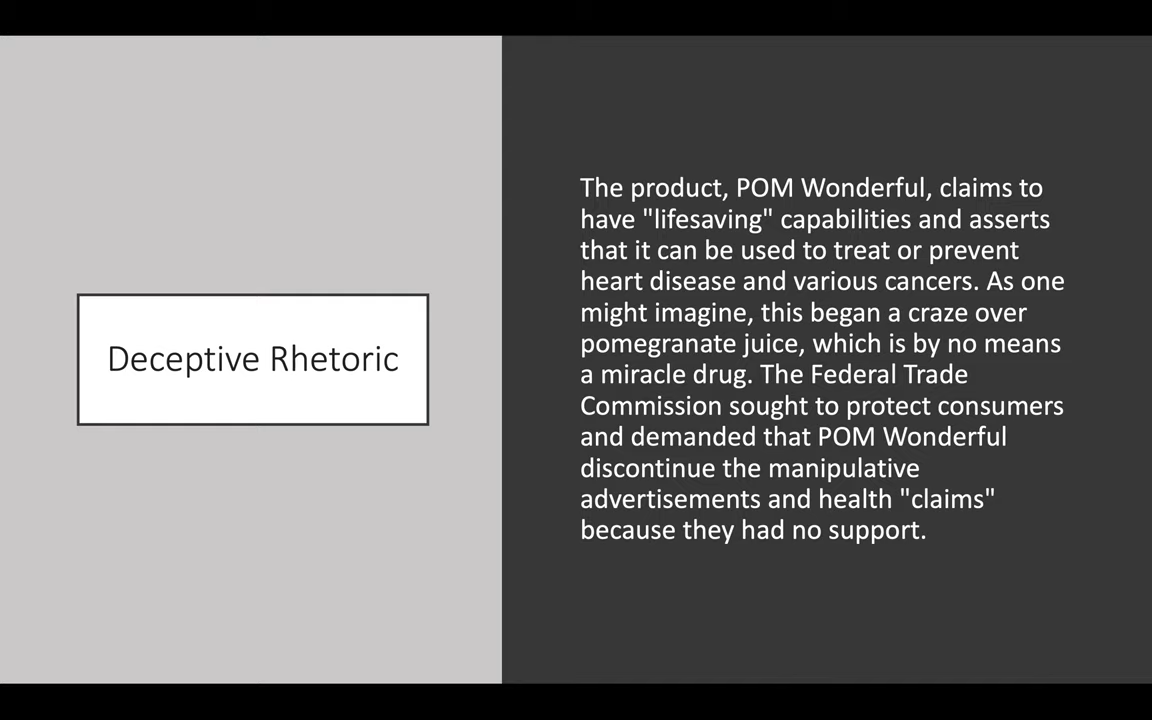 Deceptive Rhetoric
The product, POM Wonderful, claims to
have "lifesaving" capabilities and asserts
that it can be used to treat or prevent
heart disease and various cancers. As one
might imagine, this began a craze over
pomegranate juice, which is by no means
a miracle drug. The Federal Trade
Commission sought to protect consumers
and demanded that POM Wonderful
discontinue the manipulative
advertisements and health "claims"
because they had no support.